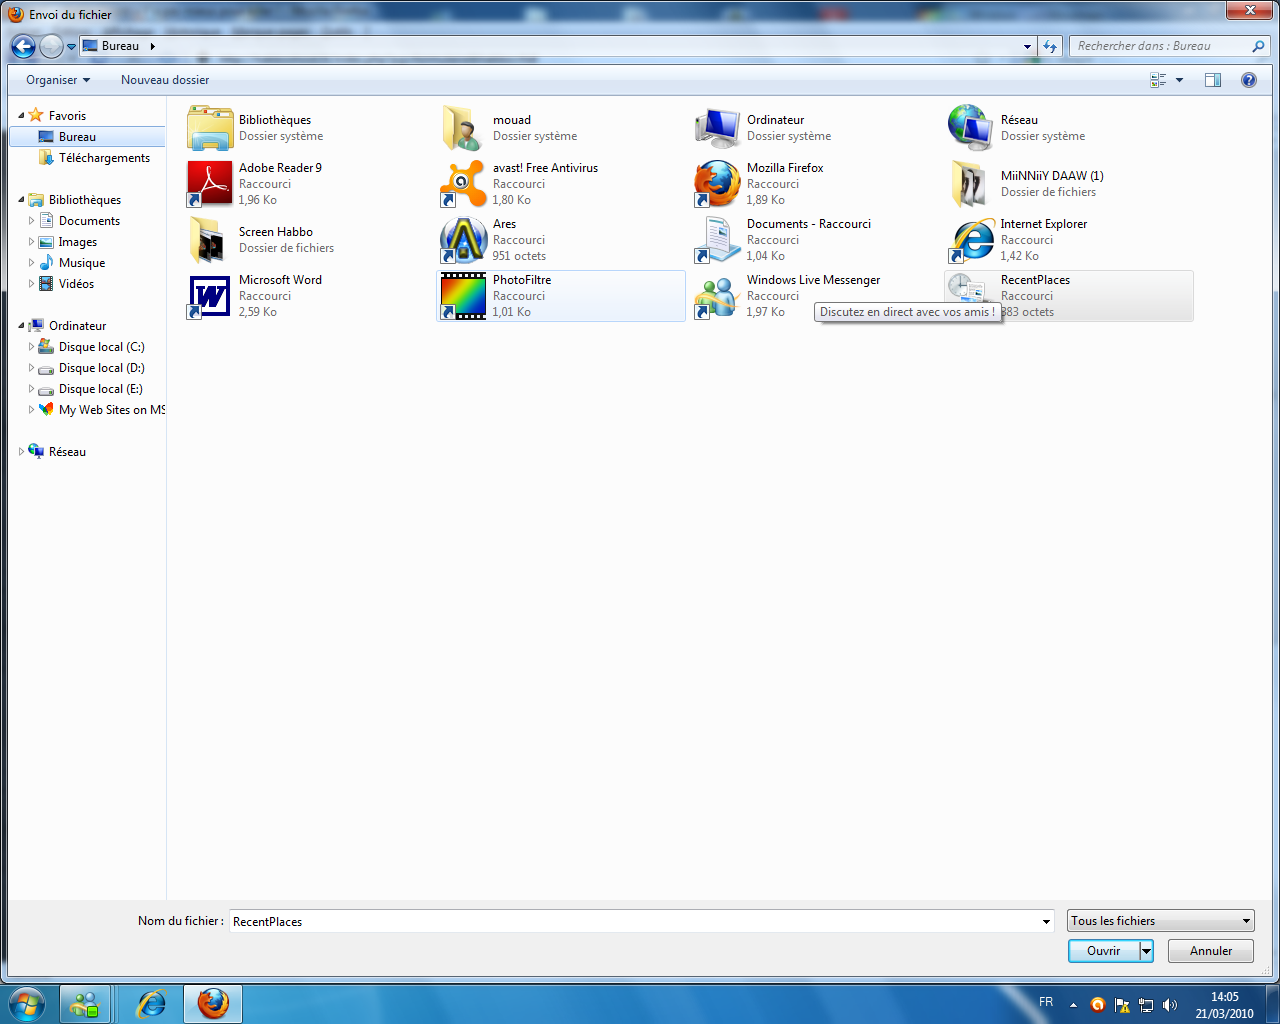 Envoi du fichier
Bureau
Rechercher dans : Bureau
Organiser
Nouveau dossier
Favoris
Bureau
Téléchargements
Bibliothèques
Documents
Images
Musique
Vidéos
Ordinateur
Disque local (C:)
Disque local (D:)
Disque local (E:)
My Web Sites on MS
Réseau
Bibliothèques
Dossier système
mouad
Dossier système
Ordinateur
Dossier système
Réseau
Dossier système
Adobe Reader 9
Raccourci
1,96 Ko
avast! Free Antivirus
Raccourci
1,80 Ko
Mozilla Firefox
Raccourci
1,89 Ko
MiiNNiiY DAAW (1)
Dossier de fichiers
Screen Habbo
Dossier de fichiers
Ares
Raccourci
951 octets
Documents - Raccourci
Raccourci
1,04 Ko
Internet Explorer
Raccourci
1,42 Ko
Microsoft Word
Raccourci
2,59 Ko
PhotoFiltre
Raccourci
1,01 Ko
Windows Live Messenger
Raccourci
1,97 Ko
Discutez en direct avec vos amis !
RecentPlaces
Raccourci
383 octets
Nom du fichier :
RecentPlaces
Tous les fichiers
Ouvrir
Annuler
FR
14:05
21/03/2010